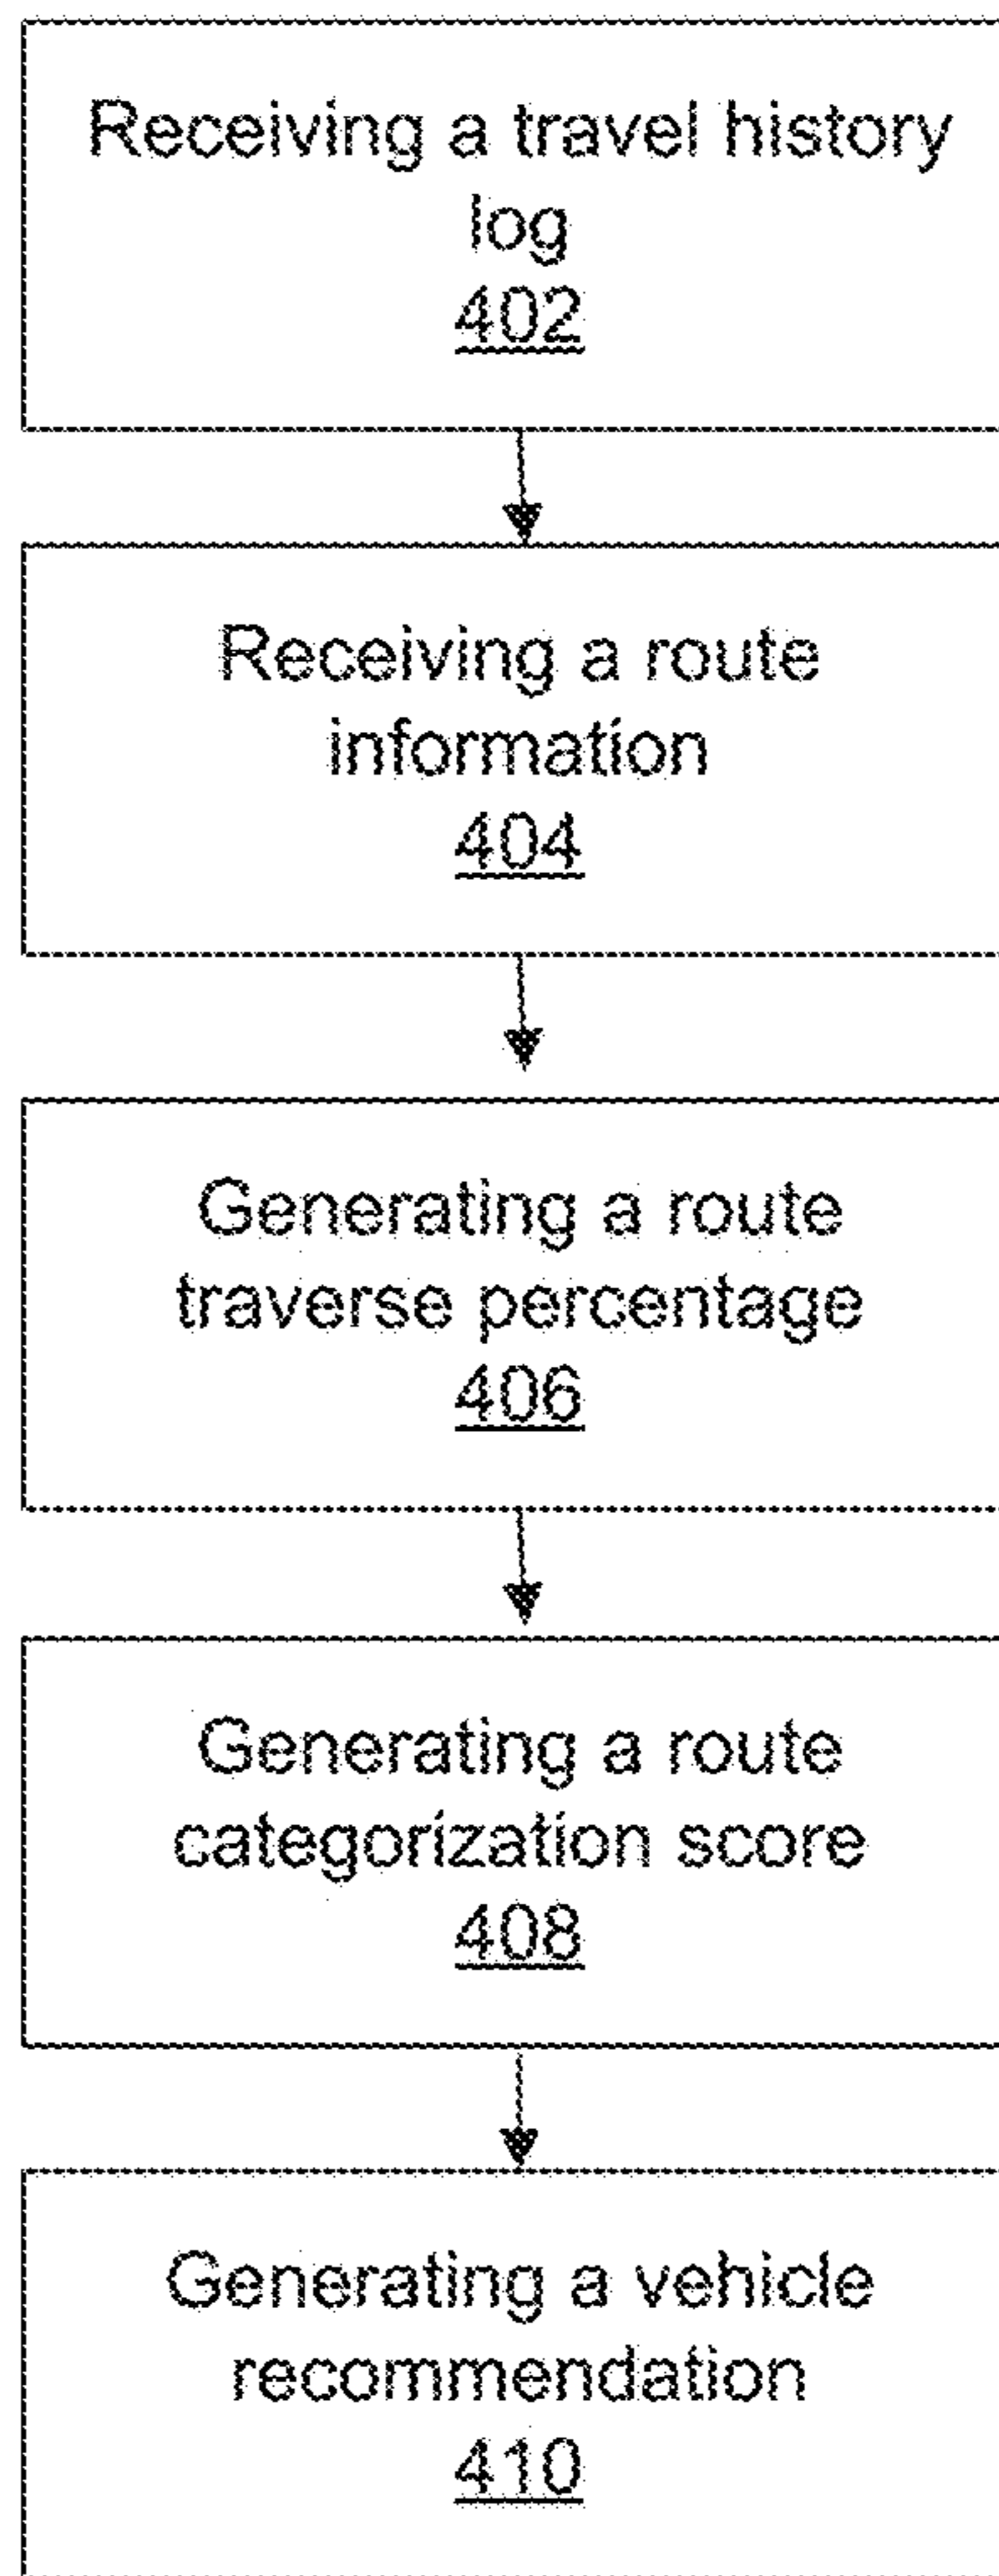 Receiving a travel history
log
402
Receiving a route
information
404
Generating a route
traverse percentage
406
Generating a route
categorization score
408
Generating a vehicle
recommendation
410